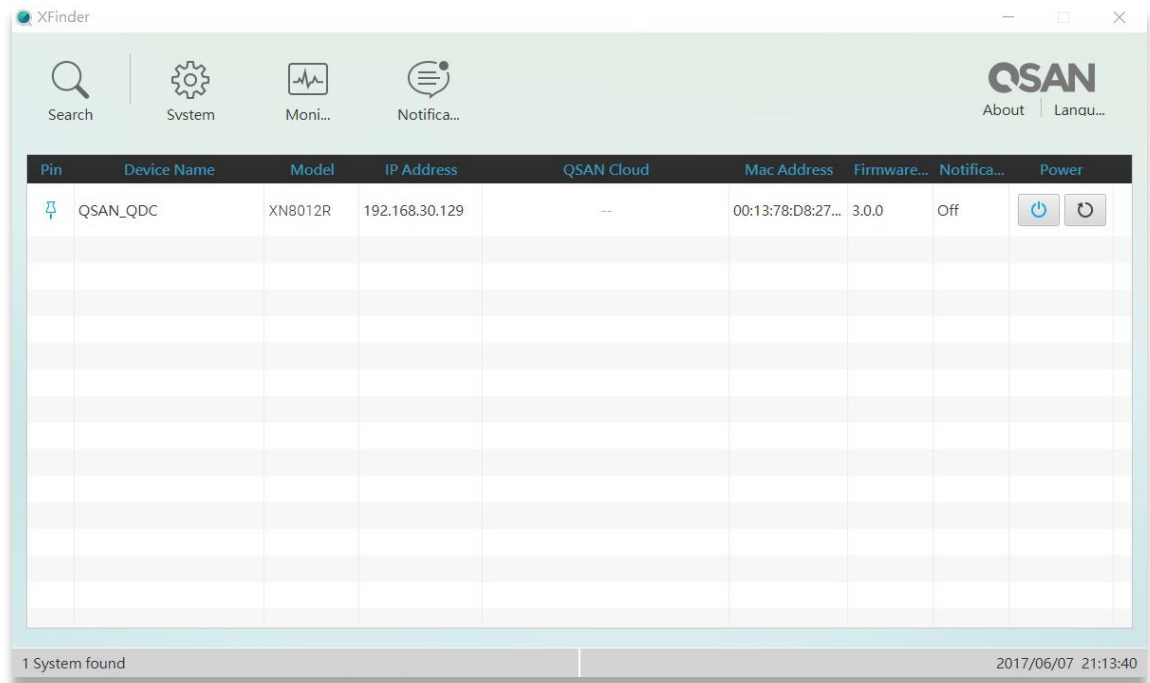 XFinder
QSAN
Search System Moni... Notifica... About Langu...
Pin Device Name Model IP Address QSAN Cloud Mac Address Firmware... Notifica... Power
QSAN_QDC XN8012R 192.168.30.129 -- 00:13:78:D8:27... 3.0.0 Off
1 System found 2017/06/07 21:13:40